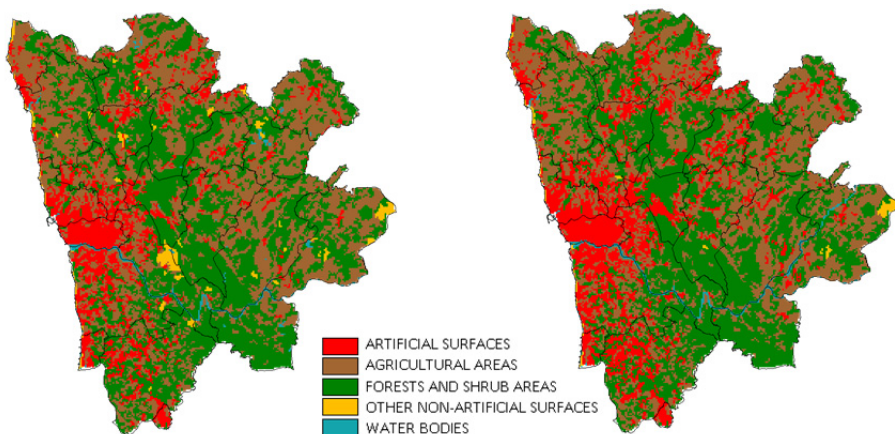 ARTIFICIAL SURFACES
AGRICULTURAL AREAS
FORESTS AND SHRUB AREAS
OTHER NON-ARTIFICIAL SURFACES
WATER BODIES